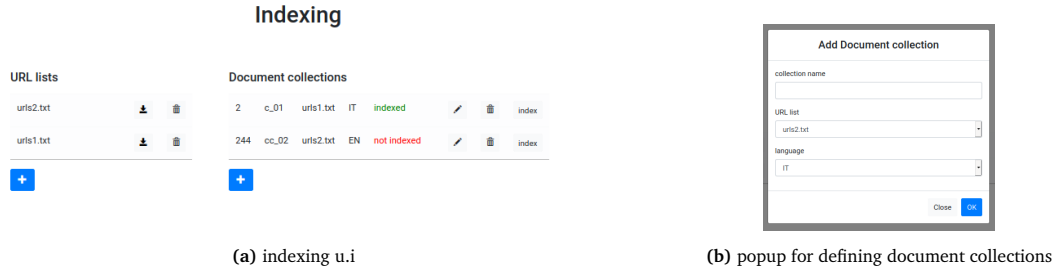 Indexing
URL lists
urls2.txt
urls1.txt
Document collections
2 c_01 urls1.txt IT indexed index
244 cc_02 urls2.txt EN not indexed index
(a) indexing u.i
Add Document collection
collection name
URL list
urls2.txt
language
IT
Close OK
(b) popup for defining document collections